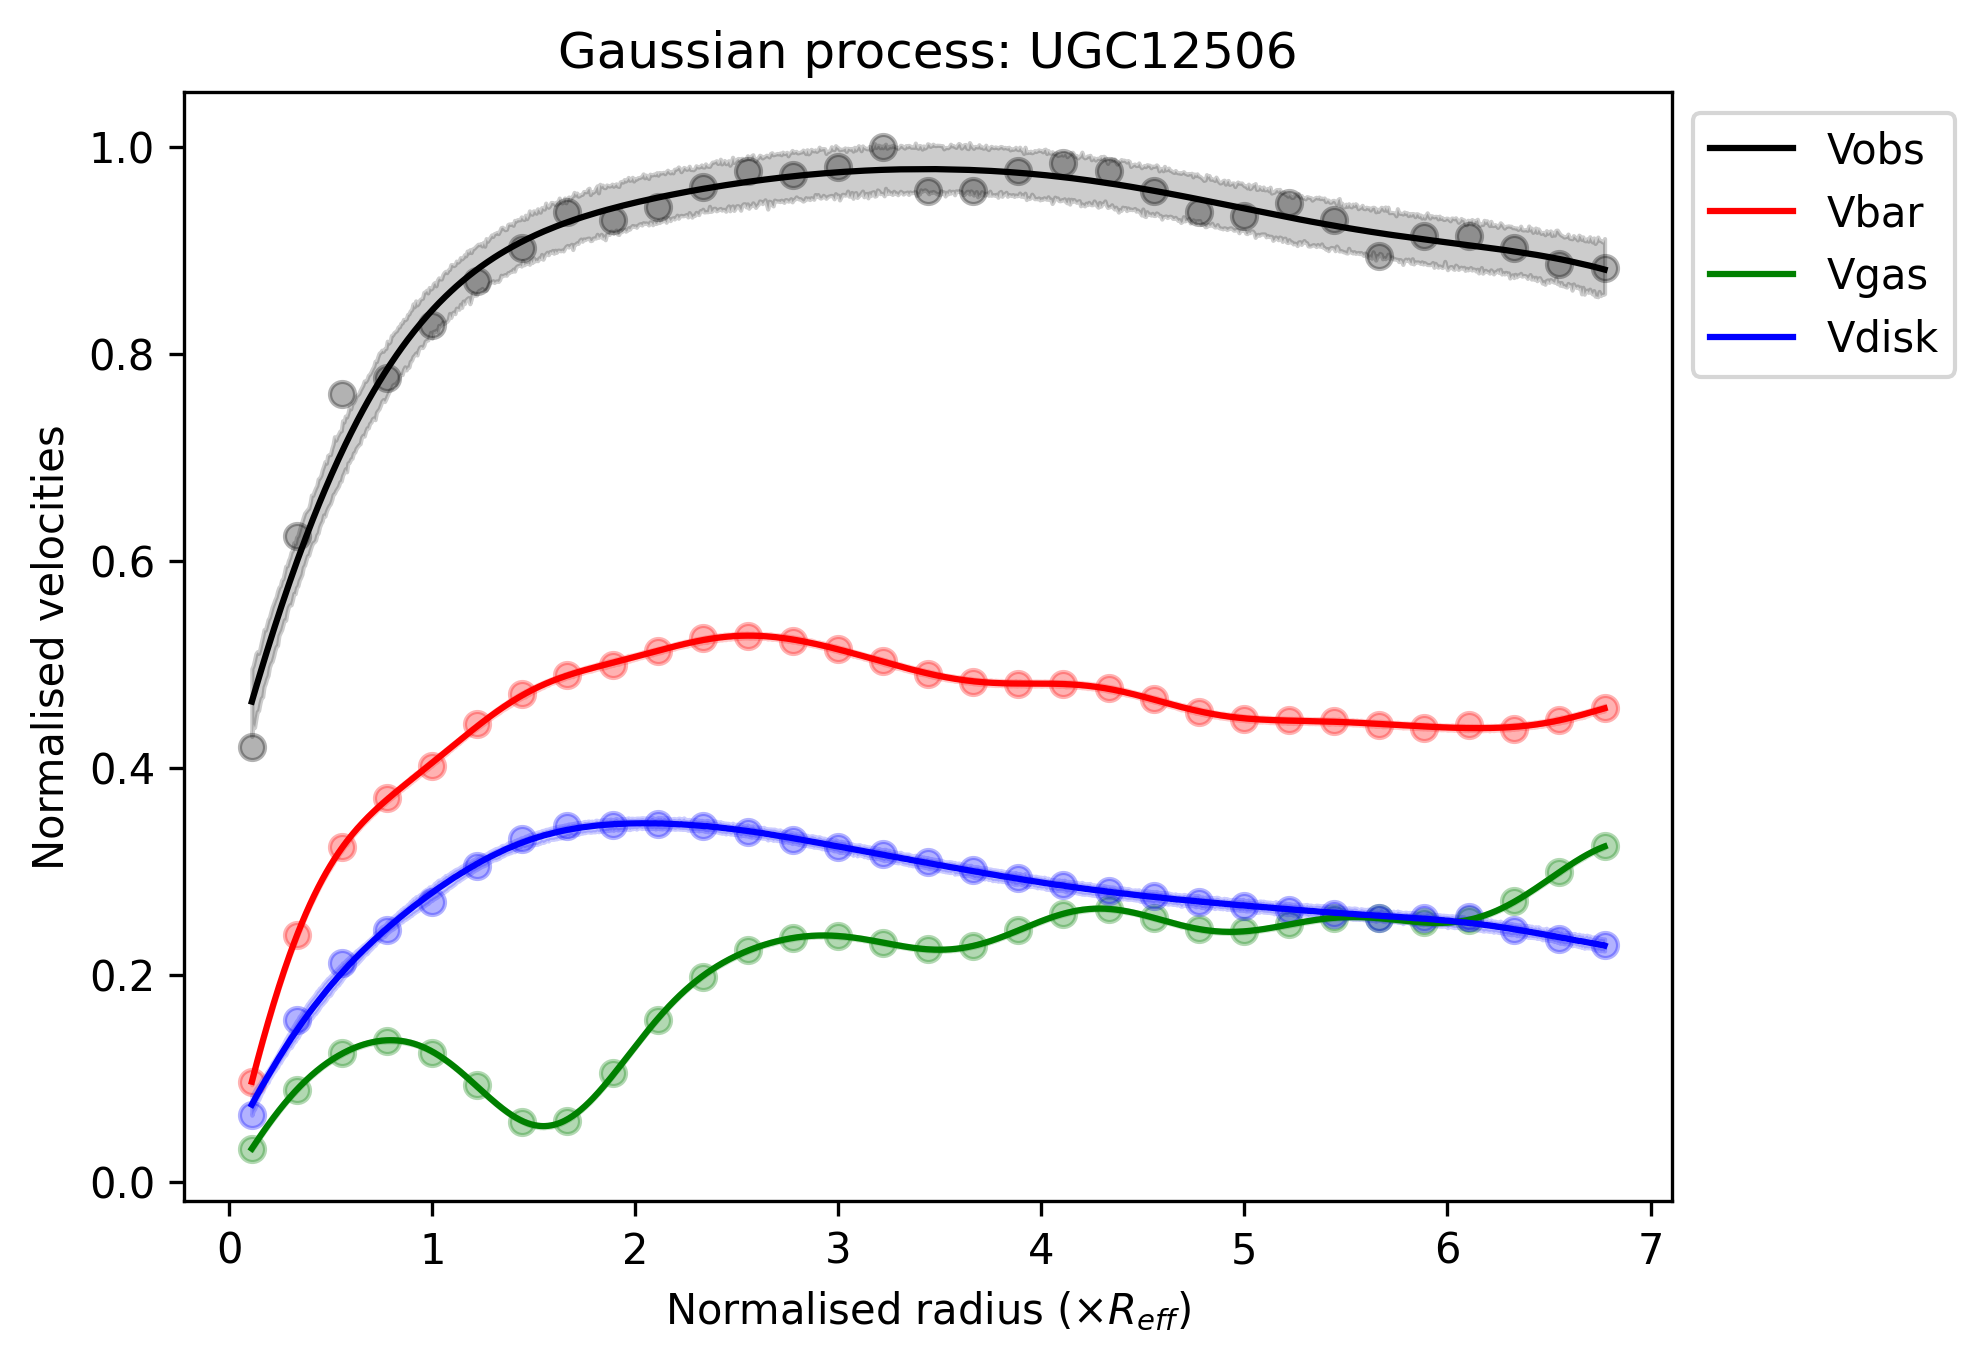 Gaussian process: UGC12506
1.0
0.8
0.6
0.4
0.2
0.0
Normalised velocities
0 1 2 3 4 5 6 7
Normalised radius (×R_eff)
Vobs
Vbar
Vgas
Vdisk